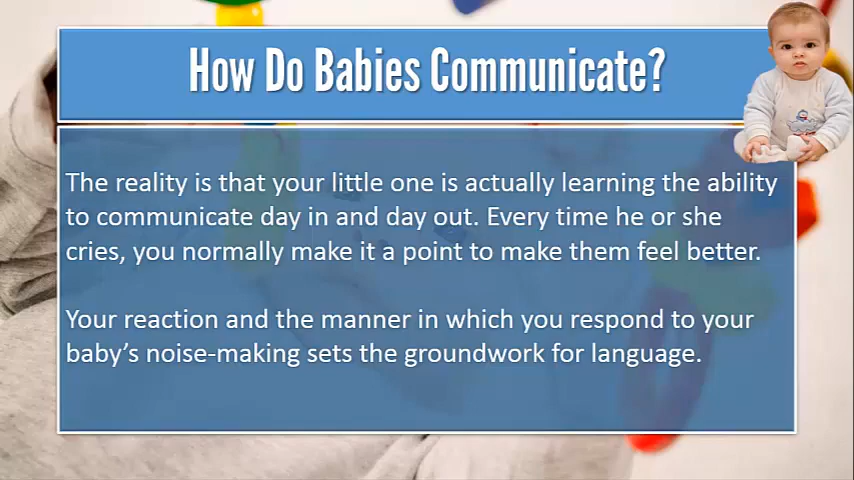 How Do Babies Communicate?
The reality is that your little one is actually learning the ability
to communicate day in and day out. Every time he or she
cries, you normally make it a point to make them feel better.
Your reaction and the manner in which you respond to your
baby’s noise-making sets the groundwork for language.